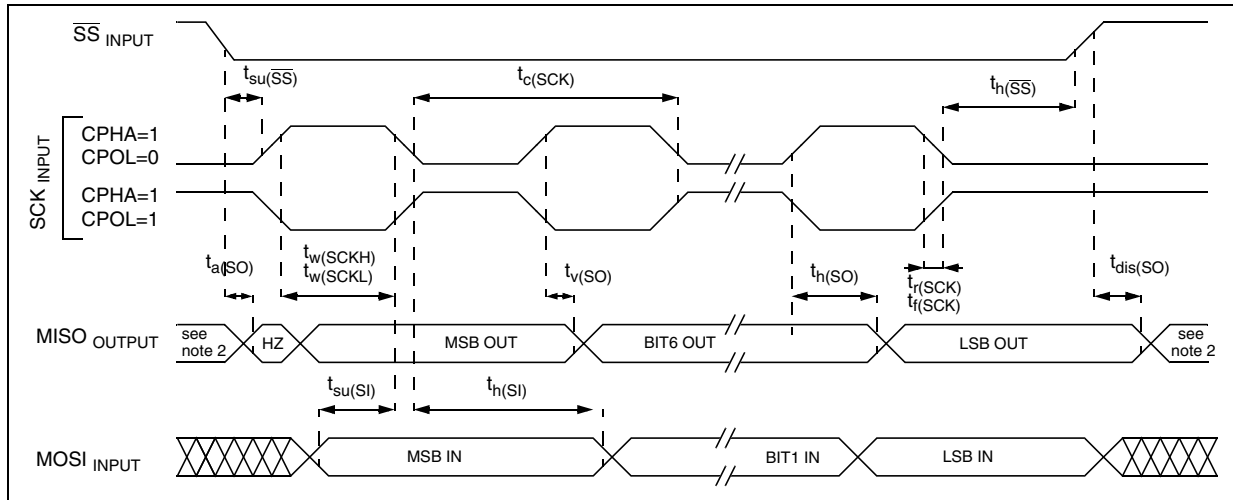 SS INPUT
tsu(SS)
tc(SCK)
th(SS)
SCK INPUT
CPHA=1
CPOL=0
CPHA=1
CPOL=1
ta(SO)
tw(SCKH)
tw(SCKL)
tv(SO)
th(SO)
tr(SCK)
tf(SCK)
tdis(SO)
MISO OUTPUT
see
note 2
HZ
MSB OUT
BIT6 OUT
LSB OUT
see
note 2
tsu(SI)
th(SI)
MOSI INPUT
MSB IN
BIT1 IN
LSB IN